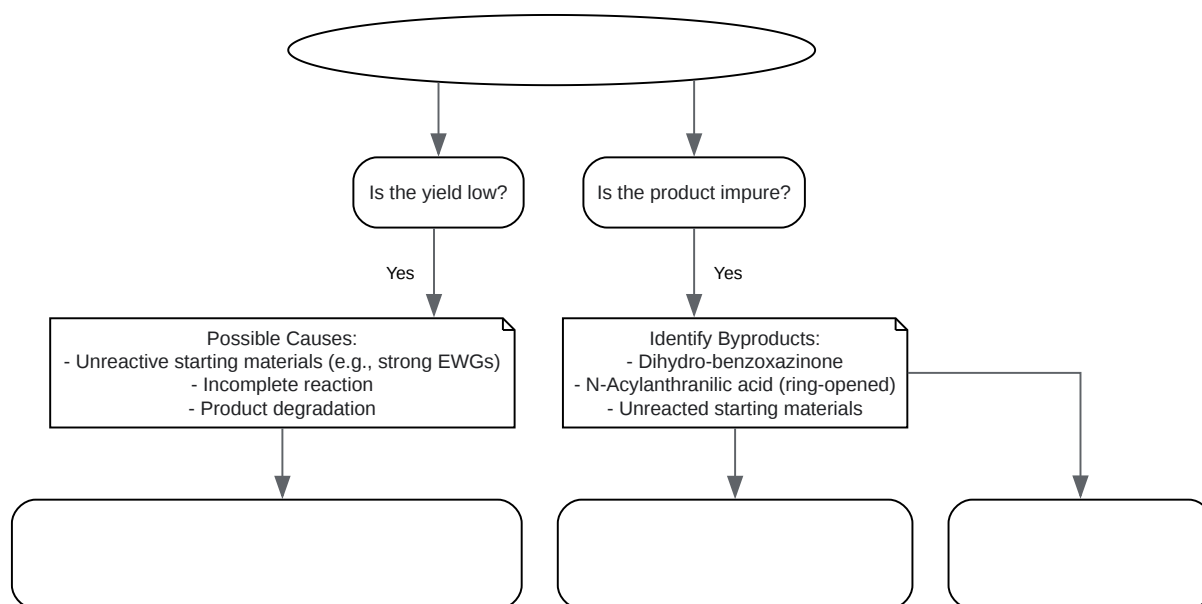 Is the yield low?
Is the product impure?
Yes
Yes
Possible Causes:
- Unreactive starting materials (e.g., strong EWGs)
- Incomplete reaction
- Product degradation
Identify Byproducts:
- Dihydro-benzoxazinone
- N-Acylanthranilic acid (ring-opened)
- Unreacted starting materials